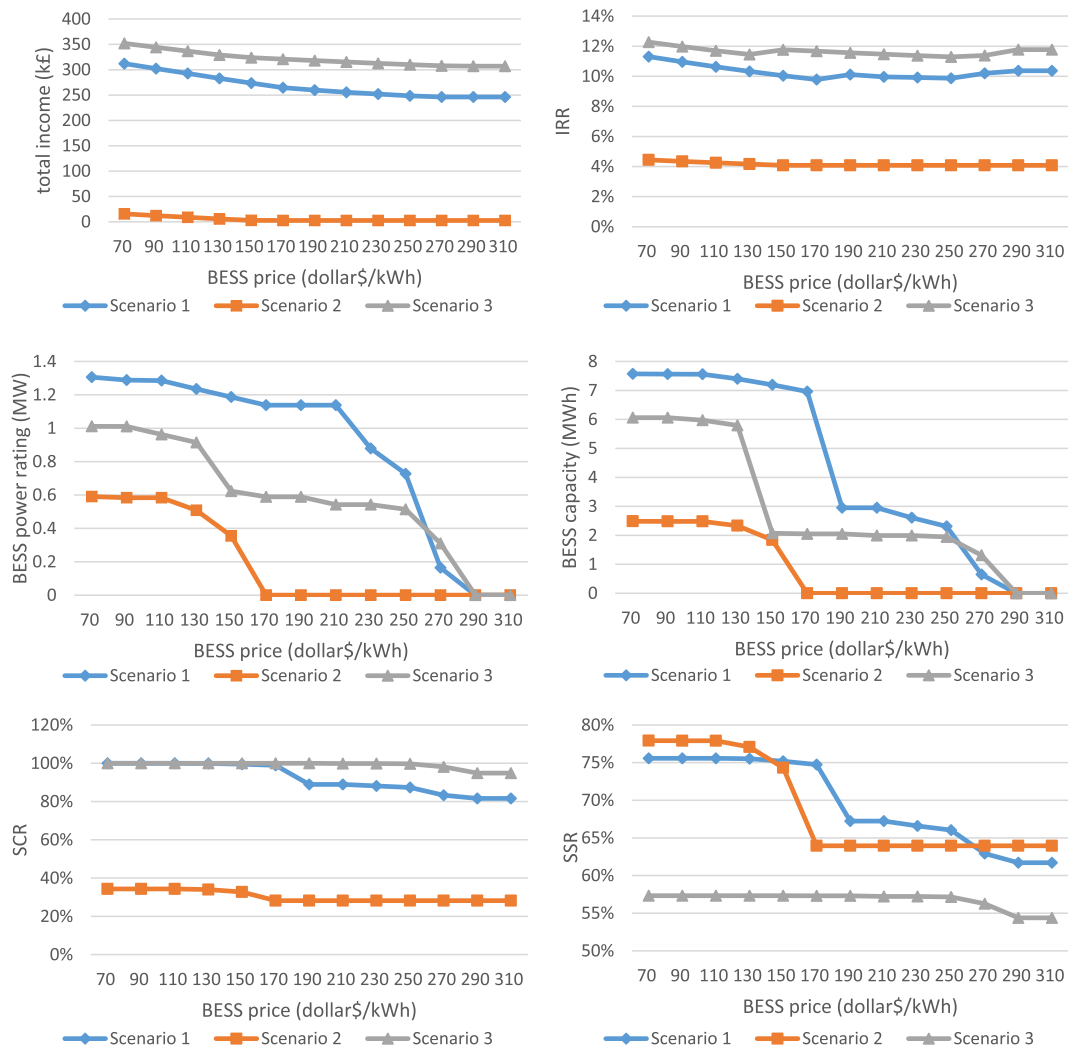 total income (k£)
400
350
300
250
200
150
100
50
0
70 90 110 130 150 170 190 210 230 250 270 290 310
BESS price (dollar$/kWh)
Scenario 1 Scenario 2 Scenario 3
IRR
14%
12%
10%
8%
6%
4%
2%
0%
70 90 110 130 150 170 190 210 230 250 270 290 310
BESS price (dollar$/kWh)
Scenario 1 Scenario 2 Scenario 3
BESS power rating (MW)
1.4
1.2
1
0.8
0.6
0.4
0.2
0
70 90 110 130 150 170 190 210 230 250 270 290 310
BESS price (dollar$/kWh)
Scenario 1 Scenario 2 Scenario 3
BESS capacity (MWh)
8
7
6
5
4
3
2
1
0
70 90 110 130 150 170 190 210 230 250 270 290 310
BESS price (dollar$/kWh)
Scenario 1 Scenario 2 Scenario 3
SCR
120%
100%
80%
60%
40%
20%
0%
70 90 110 130 150 170 190 210 230 250 270 290 310
BESS price (dollar$/kWh)
Scenario 1 Scenario 2 Scenario 3
SSR
80%
75%
70%
65%
60%
55%
50%
70 90 110 130 150 170 190 210 230 250 270 290 310
BESS price (dollar$/kWh)
Scenario 1 Scenario 2 Scenario 3